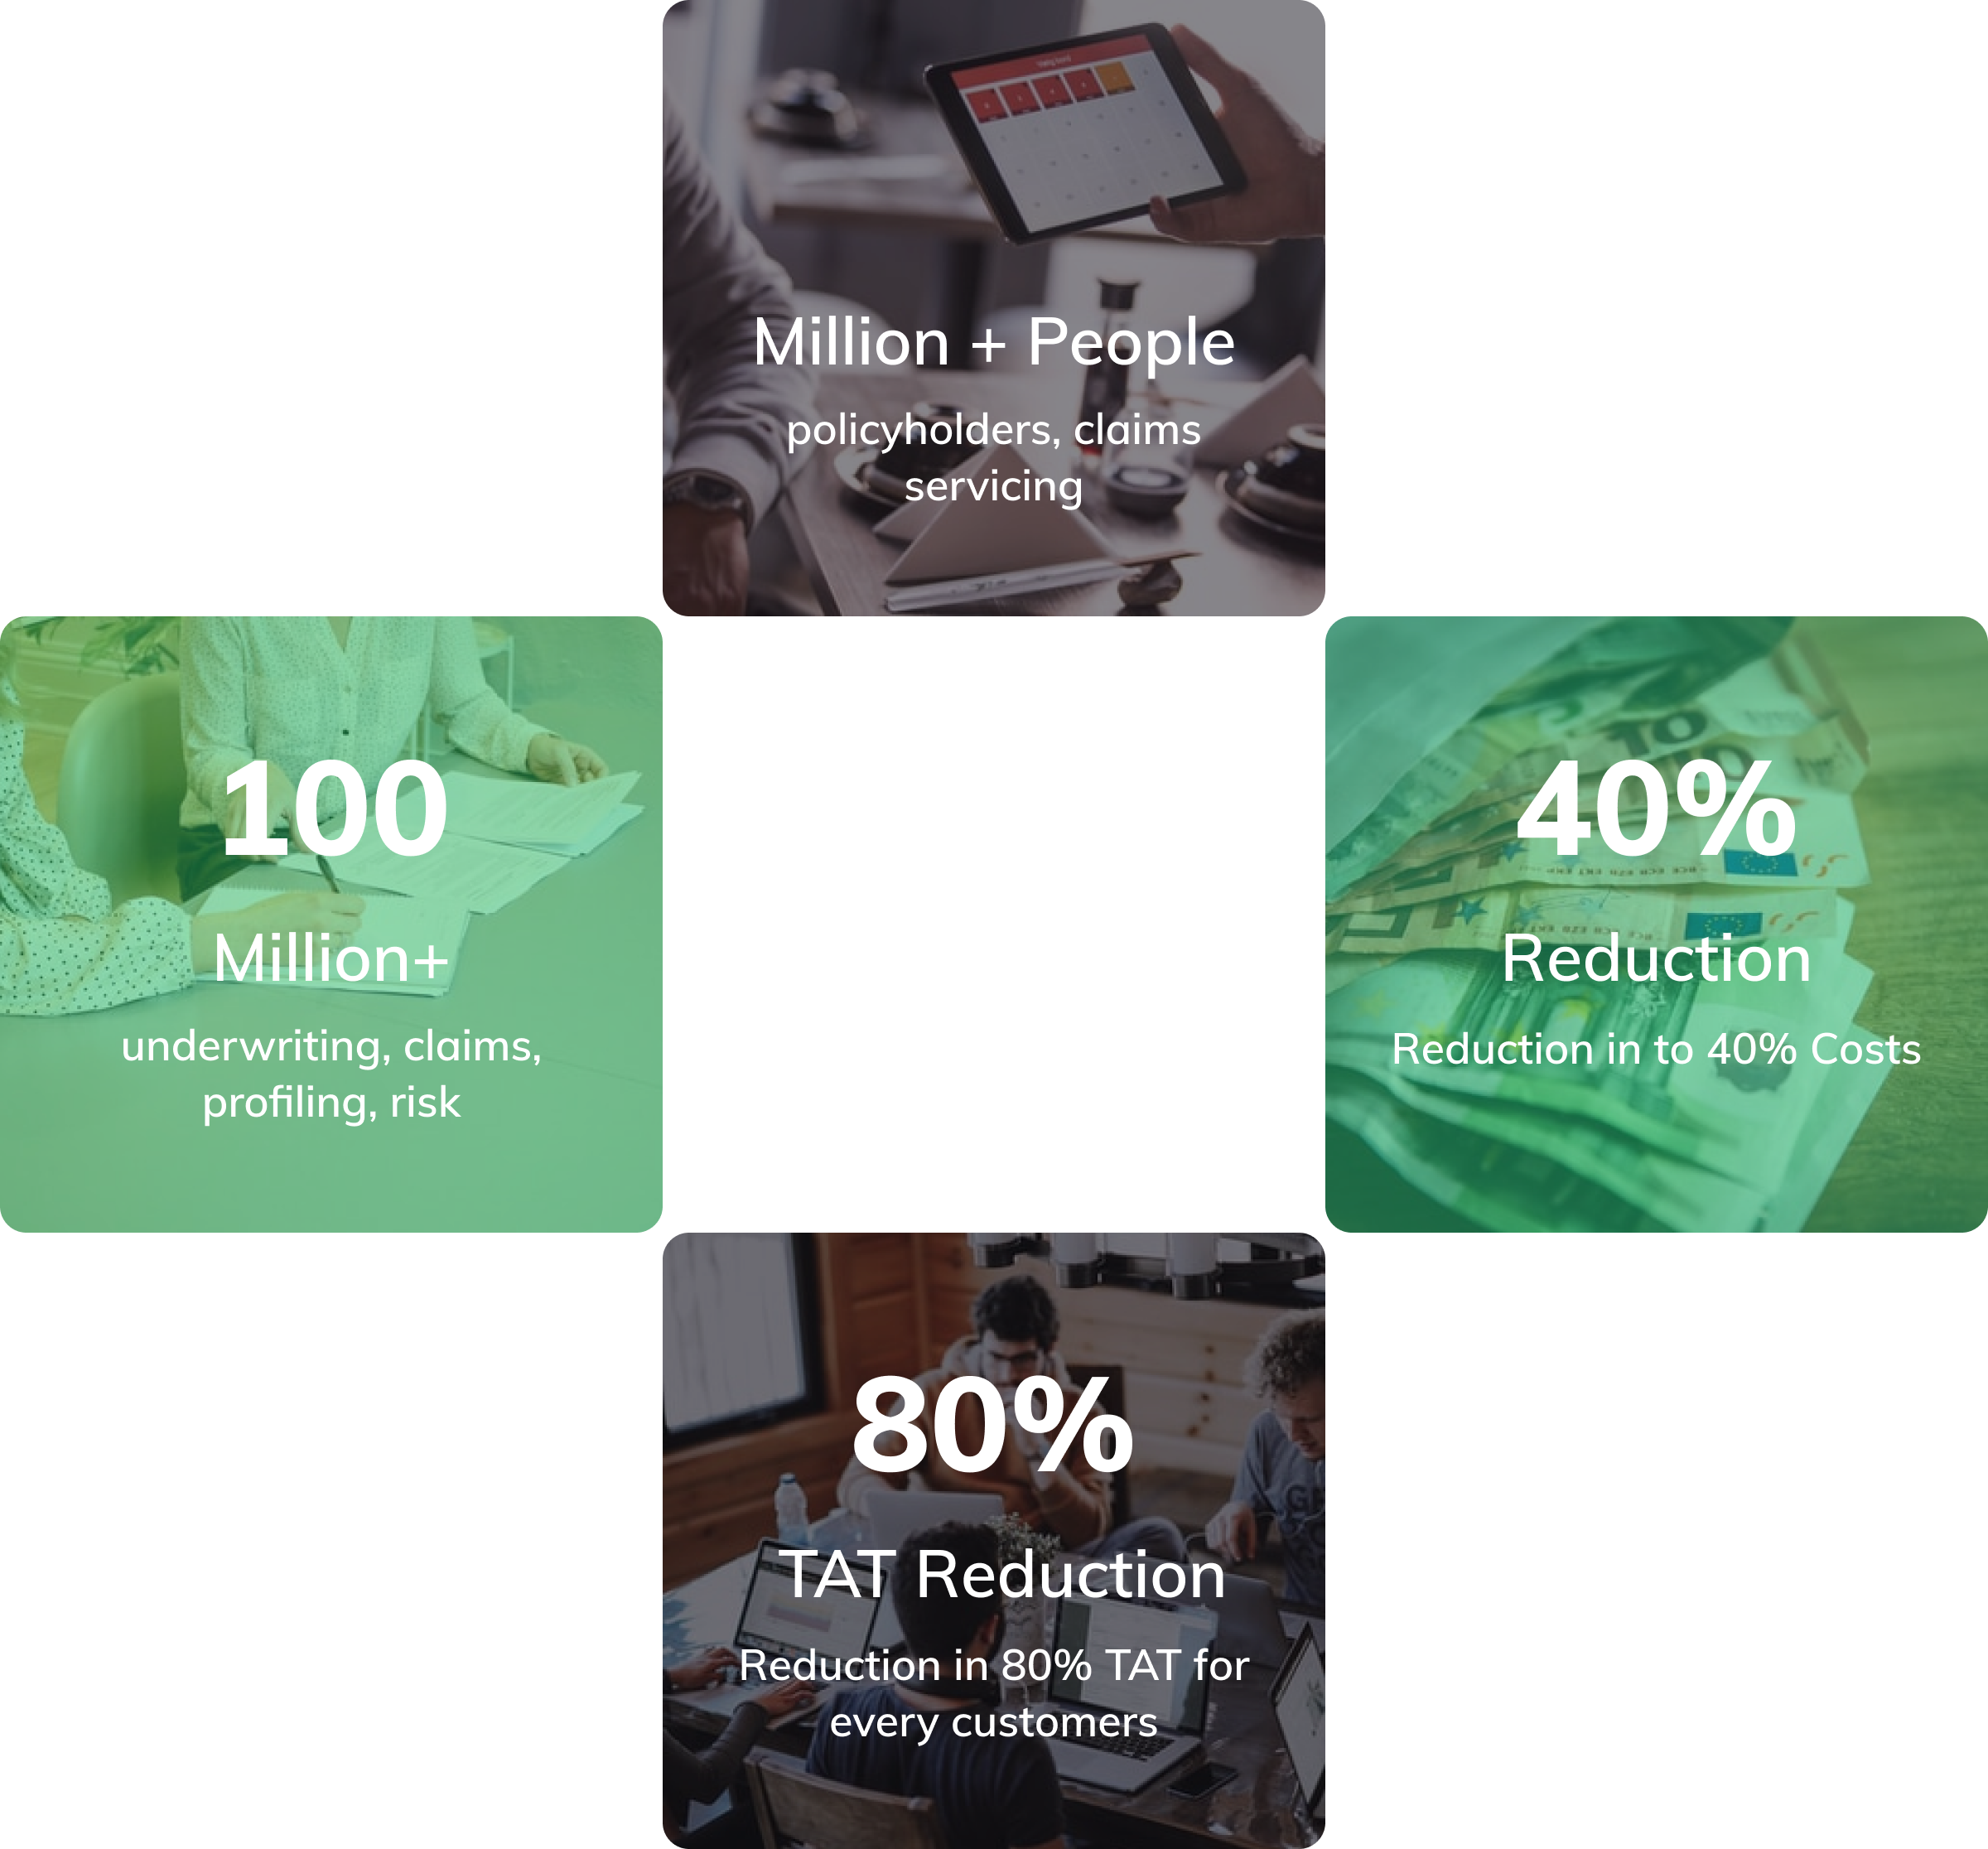 Million + People
policyholders, claims
servicing
100
Million+
underwriting, claims,
profiling, risk
40%
Reduction
Reduction in to 40% Costs
80%
TAT Reduction
Reduction in 80% TAT for
every customers